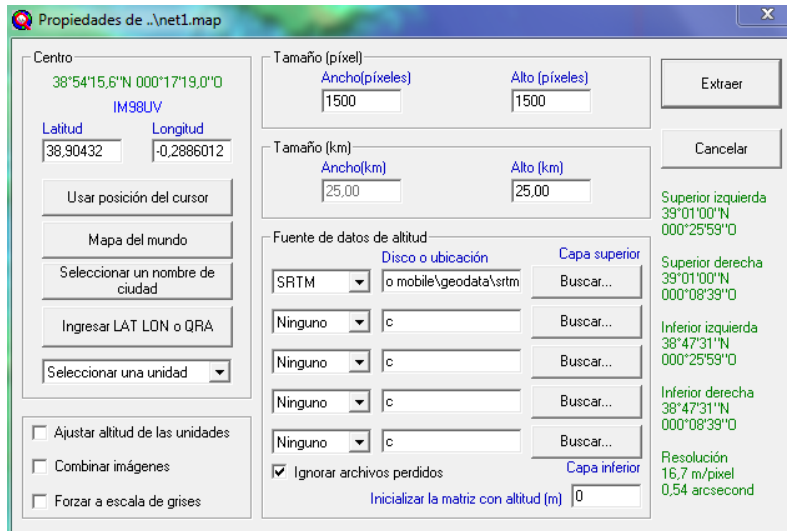 Propiedades de ..\net1.map
X
Centro
38°54'15,6''N 000°17'19,0''O
IM98UV
Latitud Longitud
38,90432 -0,2886012
Usar posición del cursor
Mapa del mundo
Seleccionar un nombre de
ciudad
Ingresar LAT LON o QRA
Seleccionar una unidad
Ajustar altitud de las unidades
Combinar imágenes
Forzar a escala de grises
Tamaño (píxel)
Ancho(píxeles) Alto (píxeles)
1500 1500
Tamaño (km)
Ancho(km) Alto (km)
25,00 25,00
Fuente de datos de altitud
Disco o ubicación Capa superior
SRTM o mobile\geodata\srtm Buscar...
Ninguno c Buscar...
Ninguno c Buscar...
Ninguno c Buscar...
Ninguno c Buscar...
Ignorar archivos perdidos Capa inferior
Inicializar la matriz con altitud (m) 0
Extraer
Cancelar
Superior izquierda
39°01'00''N
000°25'59''O
Superior derecha
39°01'00''N
000°08'39''O
Inferior izquierda
38°47'31''N
000°25'59''O
Inferior derecha
38°47'31''N
000°08'39''O
Resolución
16,7 m/pixel
0,54 arcsecond